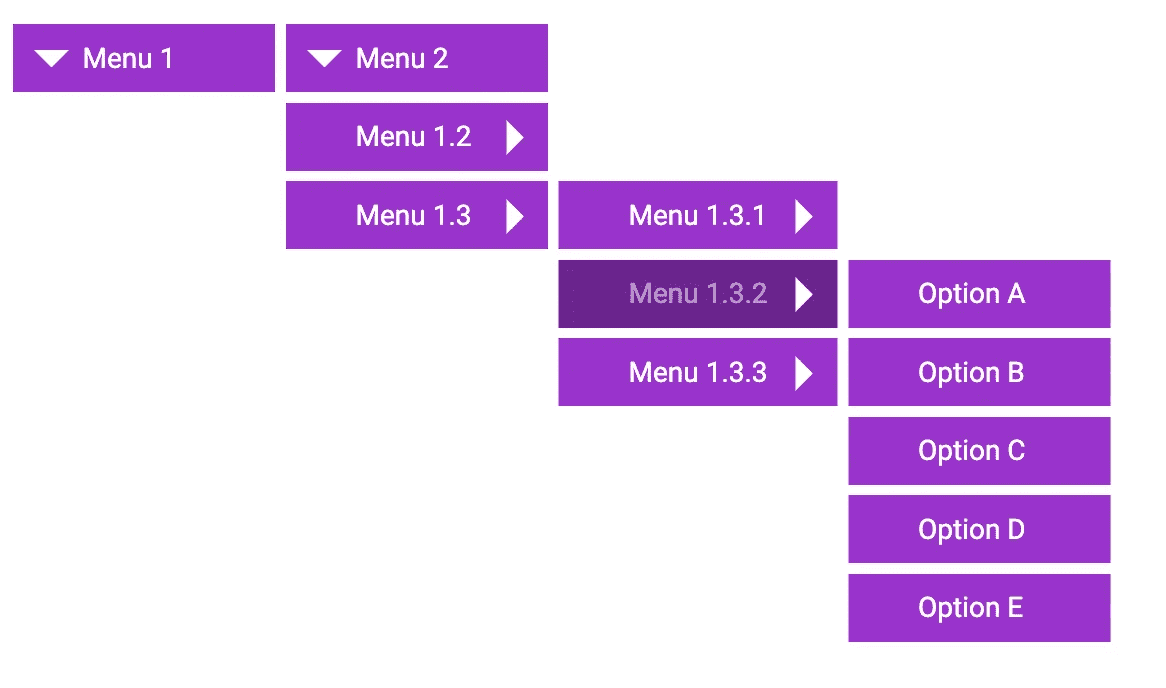 Menu 1
Menu 2
Menu 1.2
Menu 1.3
Menu 1.3.1
Menu 1.3.2
Option A
Menu 1.3.3
Option B
Option C
Option D
Option E